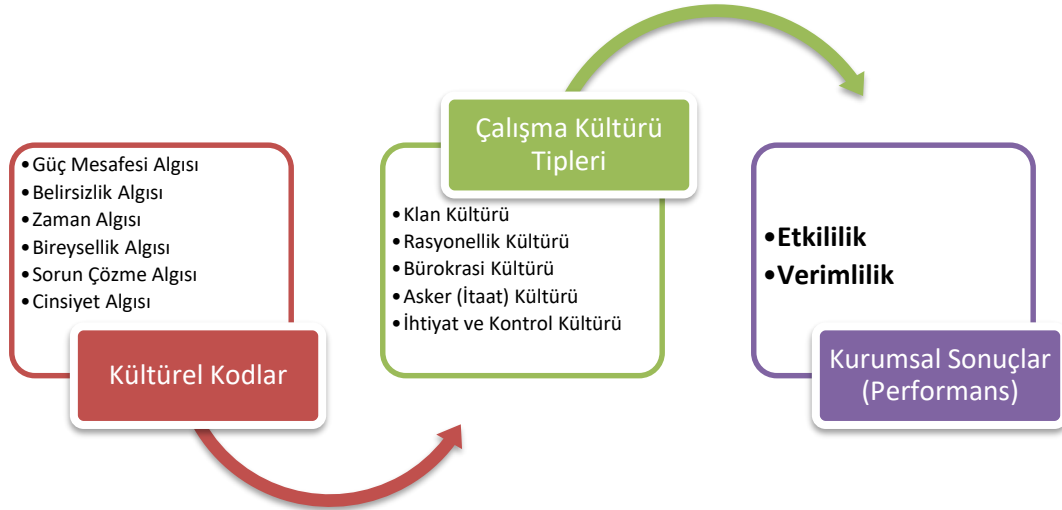 •Güç Mesafesi Algısı
•Belirsizlik Algısı
•Zaman Algısı
•Bireysellik Algısı
•Sorun Çözme Algısı
•Cinsiyet Algısı
Kültürel Kodlar
Çalışma Kültürü
Tipleri
•Klan Kültürü
•Rasyonellik Kültürü
•Bürokrasi Kültürü
•Asker (İtaat) Kültürü
•İhtiyat ve Kontrol Kültürü
•Etkililik
•Verimlilik
Kurumsal Sonuçlar
(Performans)